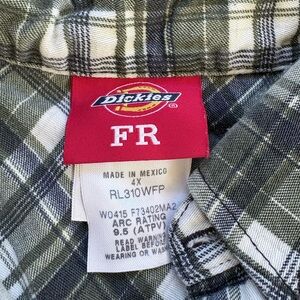 Dickies
FR
MADE IN MEXICO
4X
RL310WFP
W0415 F73402MA2
ARC RATING
9.5 (ATPV)
READ WARNING
LABEL BEFORE
WEARING OR